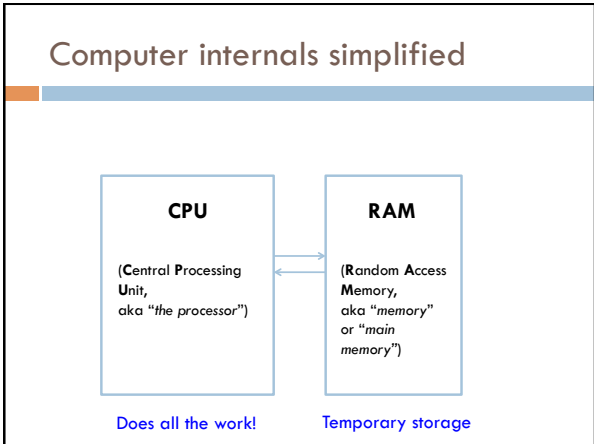 Computer internals simplified
CPU
(Central Processing
Unit,
aka “the processor”)
RAM
(Random Access
Memory,
aka “memory”
or “main
memory”)
Does all the work!
Temporary storage